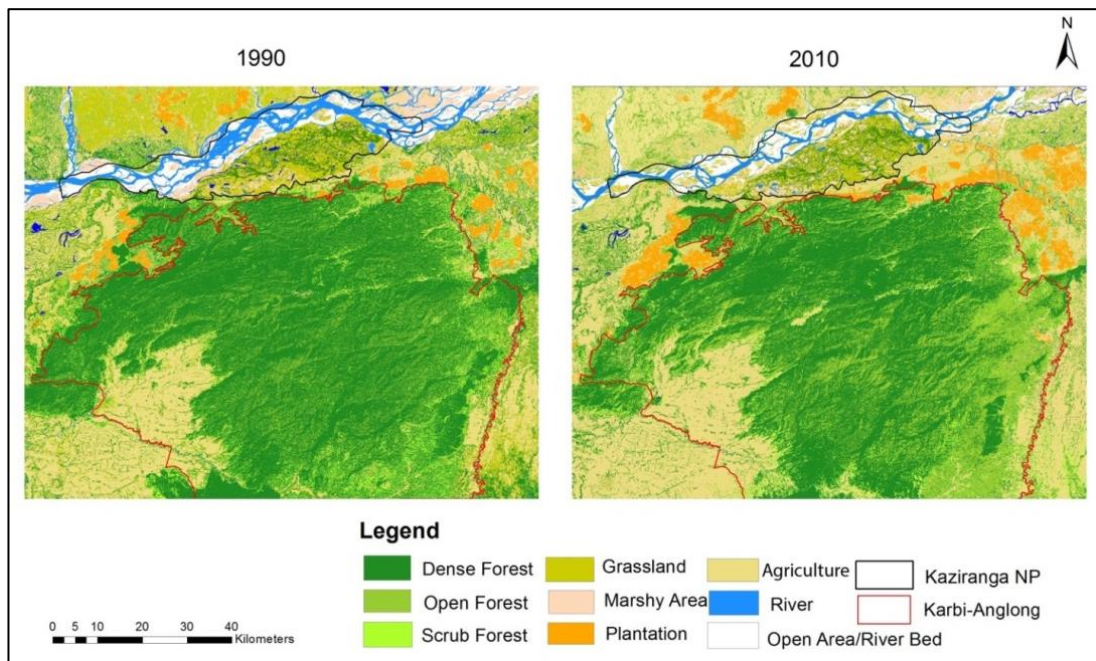 N
1990
2010
Legend
Dense Forest
Grassland
Agriculture
Kaziranga NP
Open Forest
Marshy Area
River
Karbi-Anglong
Scrub Forest
Plantation
Open Area/River Bed
0 5 10 20 30 40
Kilometers